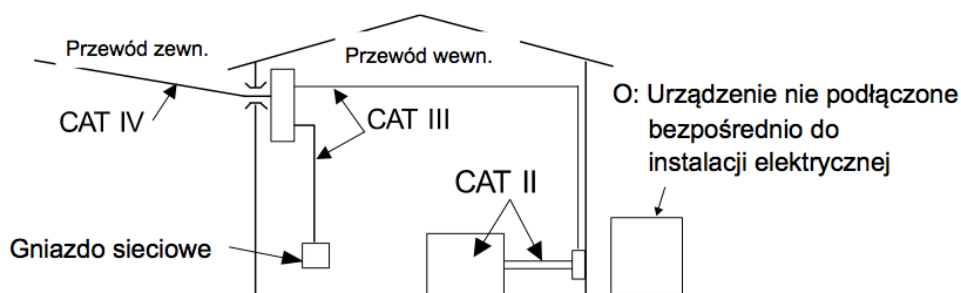 Przewód zewn.
Przewód wewn.
CAT IV
CAT III
O: Urządzenie nie podłączone
bezpośrednio do
instalacji elektrycznej
CAT II
Gniazdo sieciowe